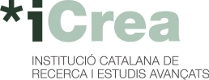 *iCrea
INSTITUCIÓ CATALANA DE
RECERCA I ESTUDIS AVANÇATS